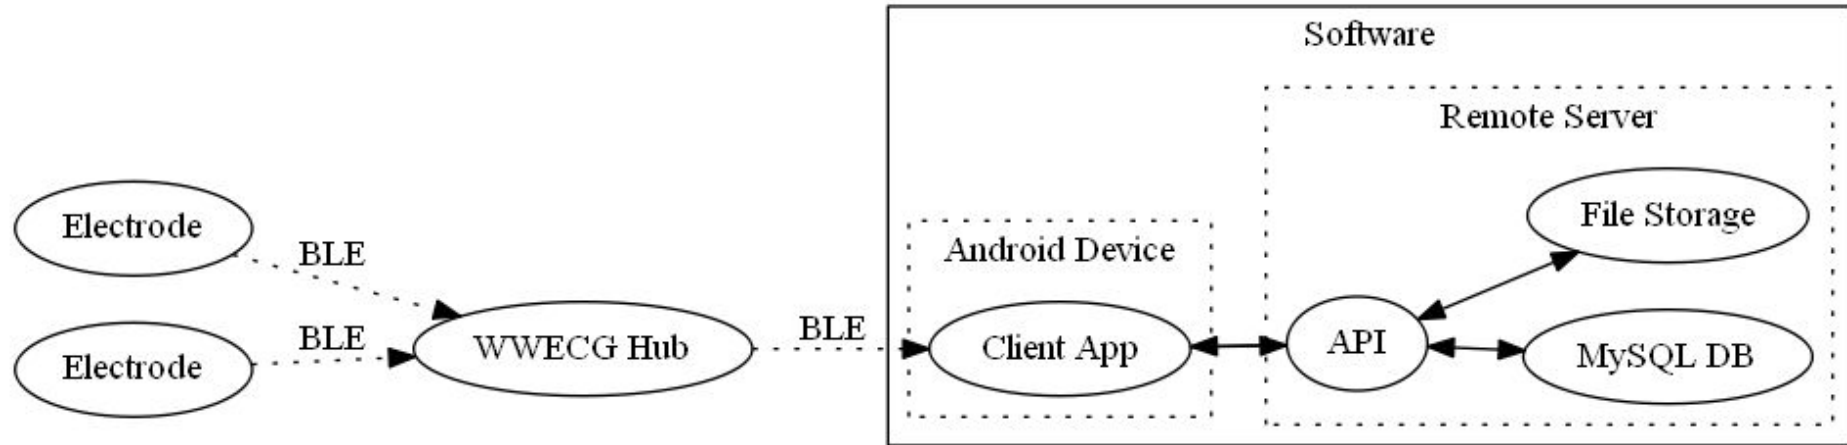 Software
Remote Server
File Storage
Electrode
BLE
Android Device
BLE
BLE
Electrode
WWECG Hub
Client App
API
MySQL DB